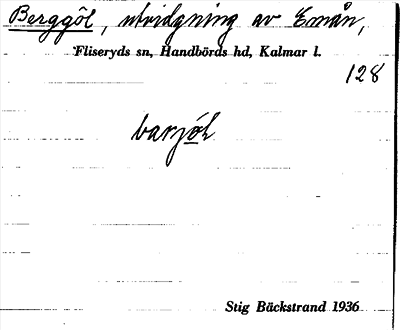 Berggöl, utvidgning av Emån,
Fliseryds sn, Handbörds hd, Kalmar l.
128
barjöl
Stig Bäckstrand 1936